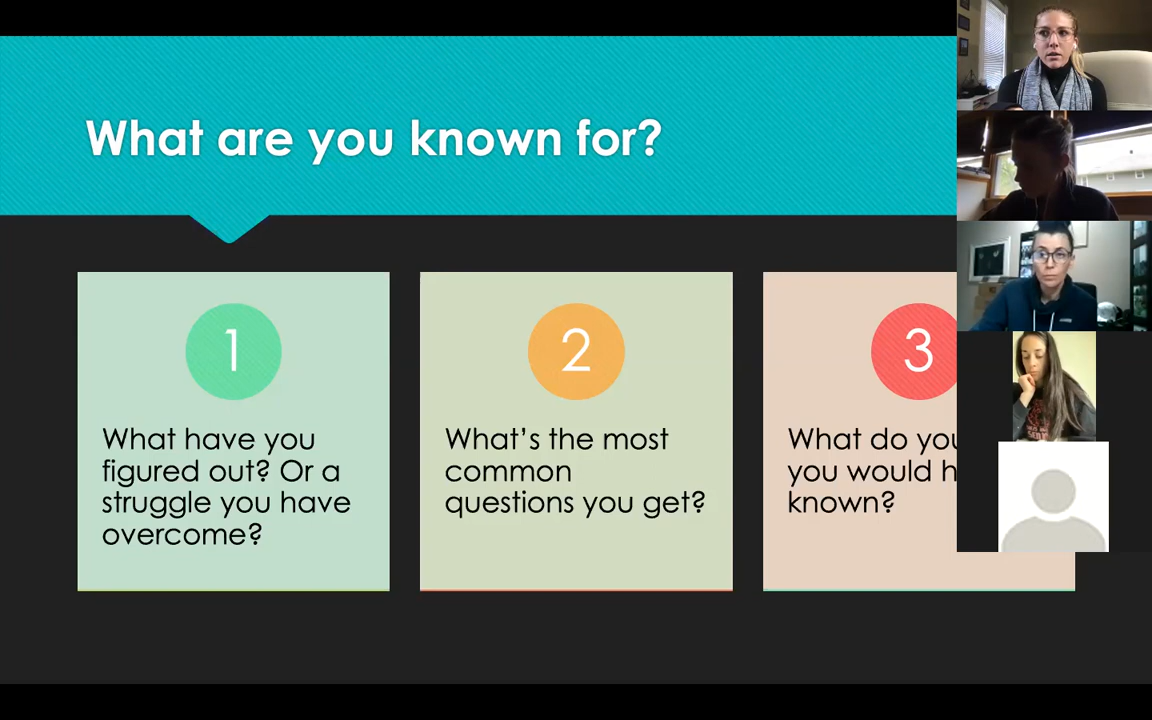 What are you known for?
1
What have you
figured out? Or a
struggle you have
overcome?
2
What's the most
common
questions you get?
3
What do you
you would
known?